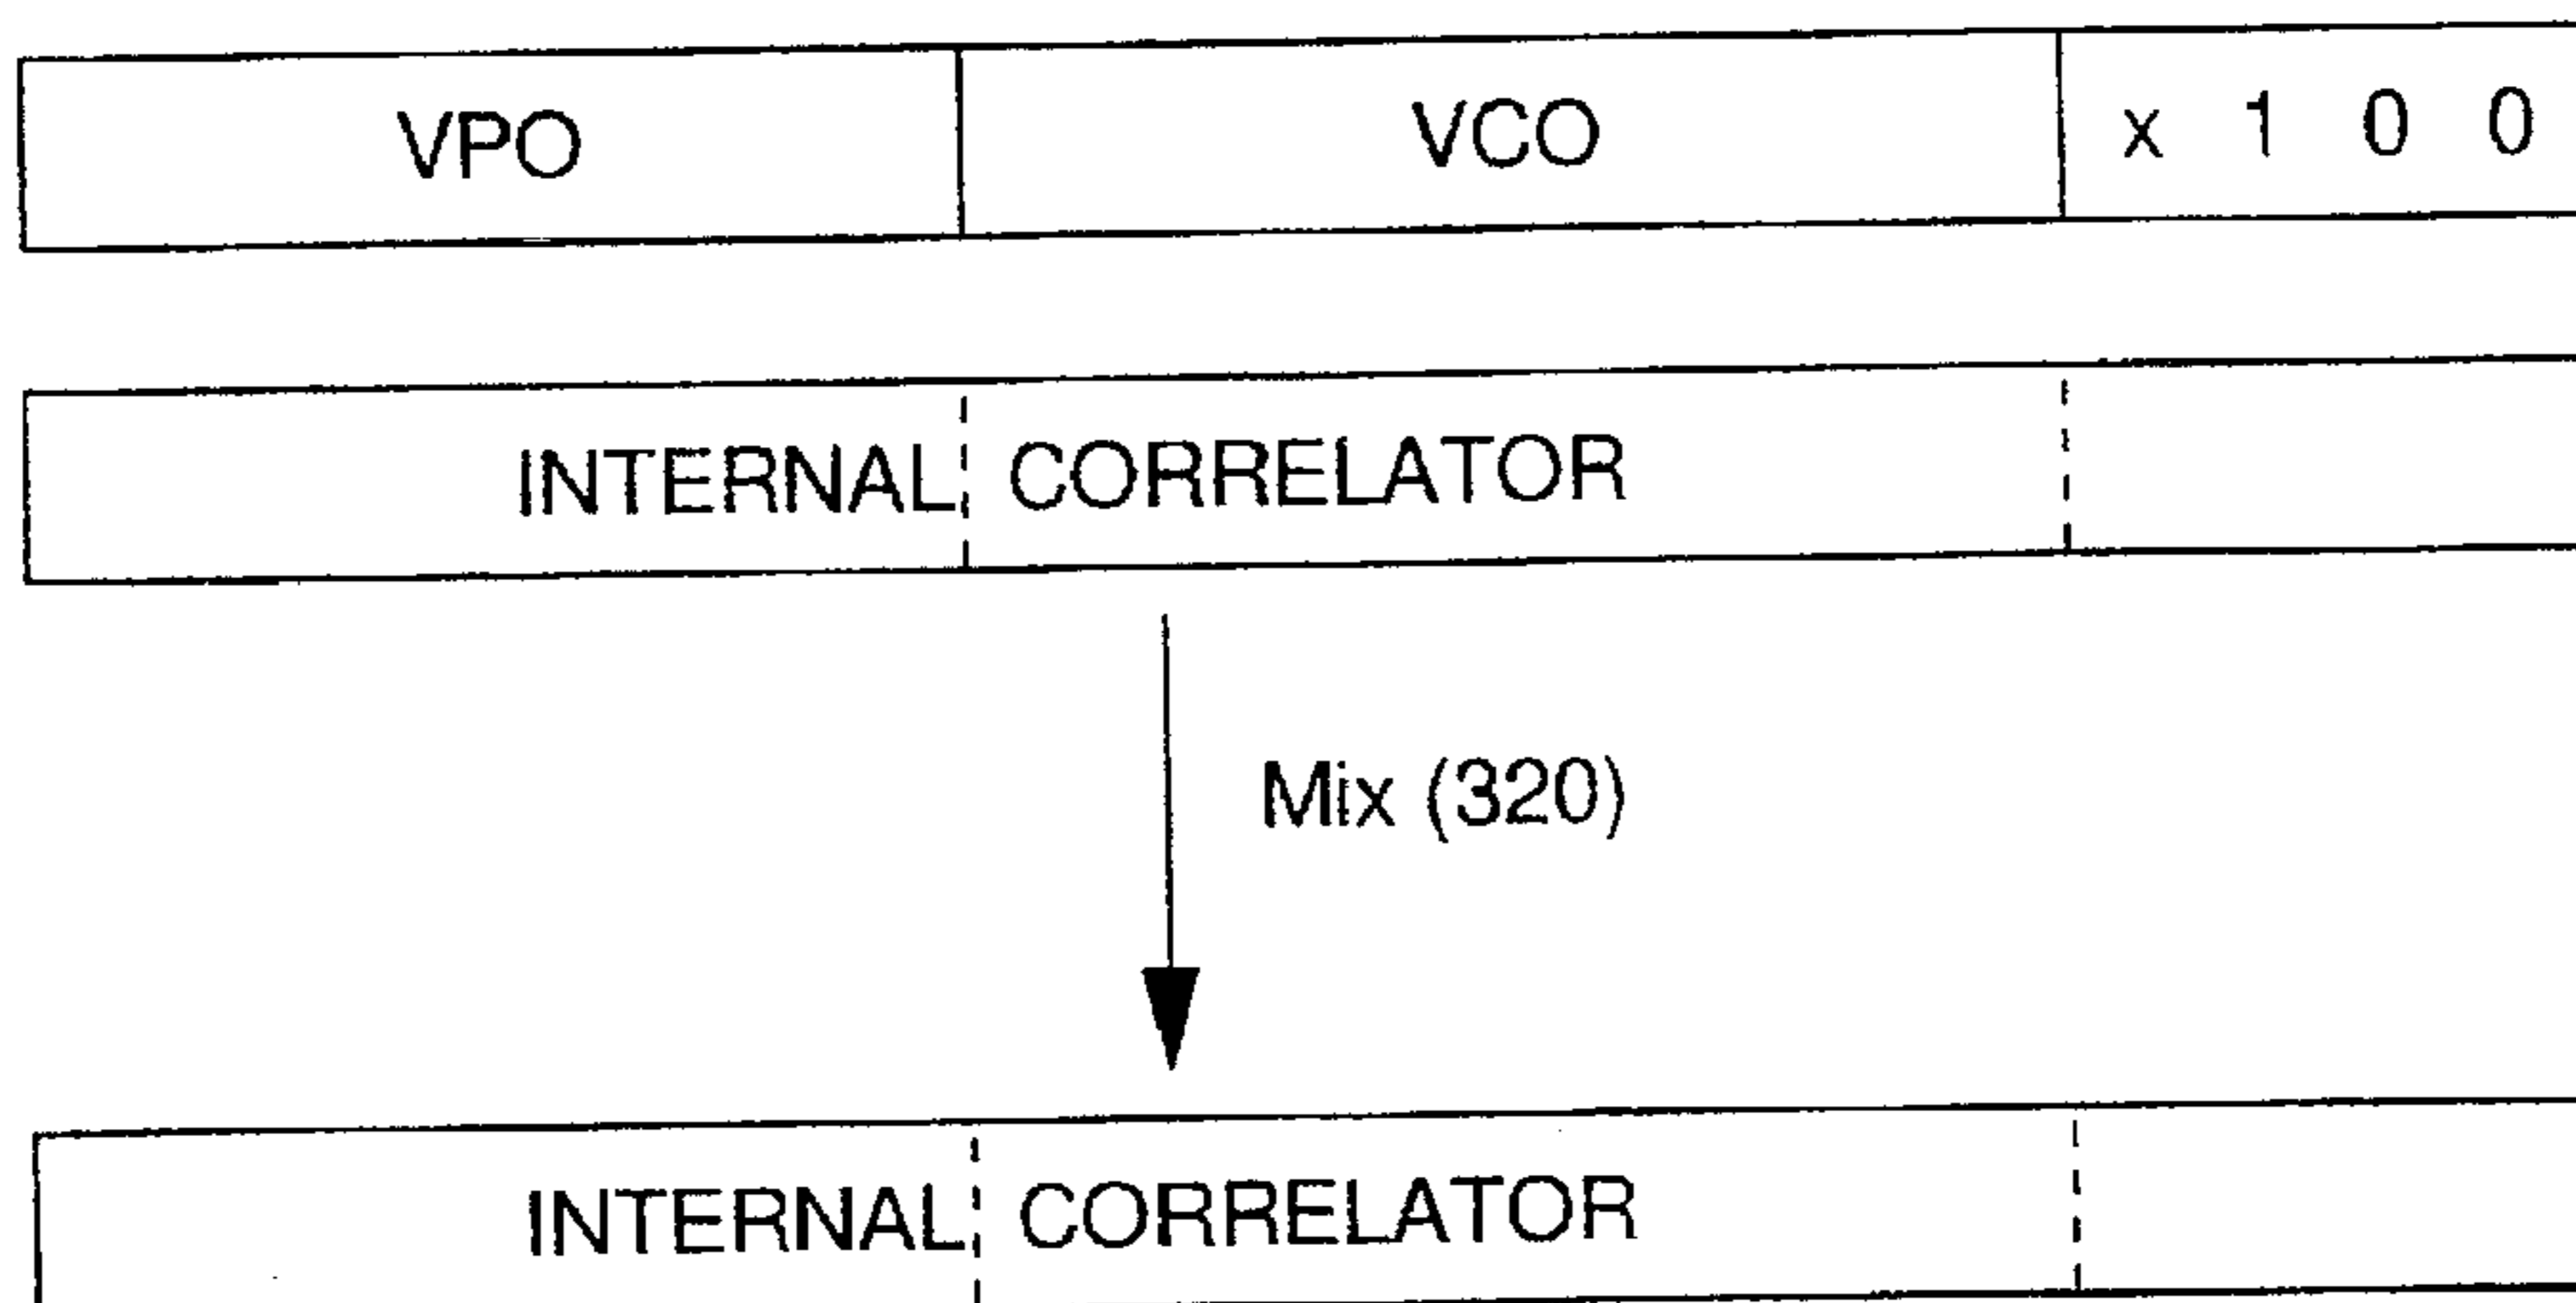 VPO VCO x 1 0 0
INTERNAL CORRELATOR
Mix (320)
INTERNAL CORRELATOR